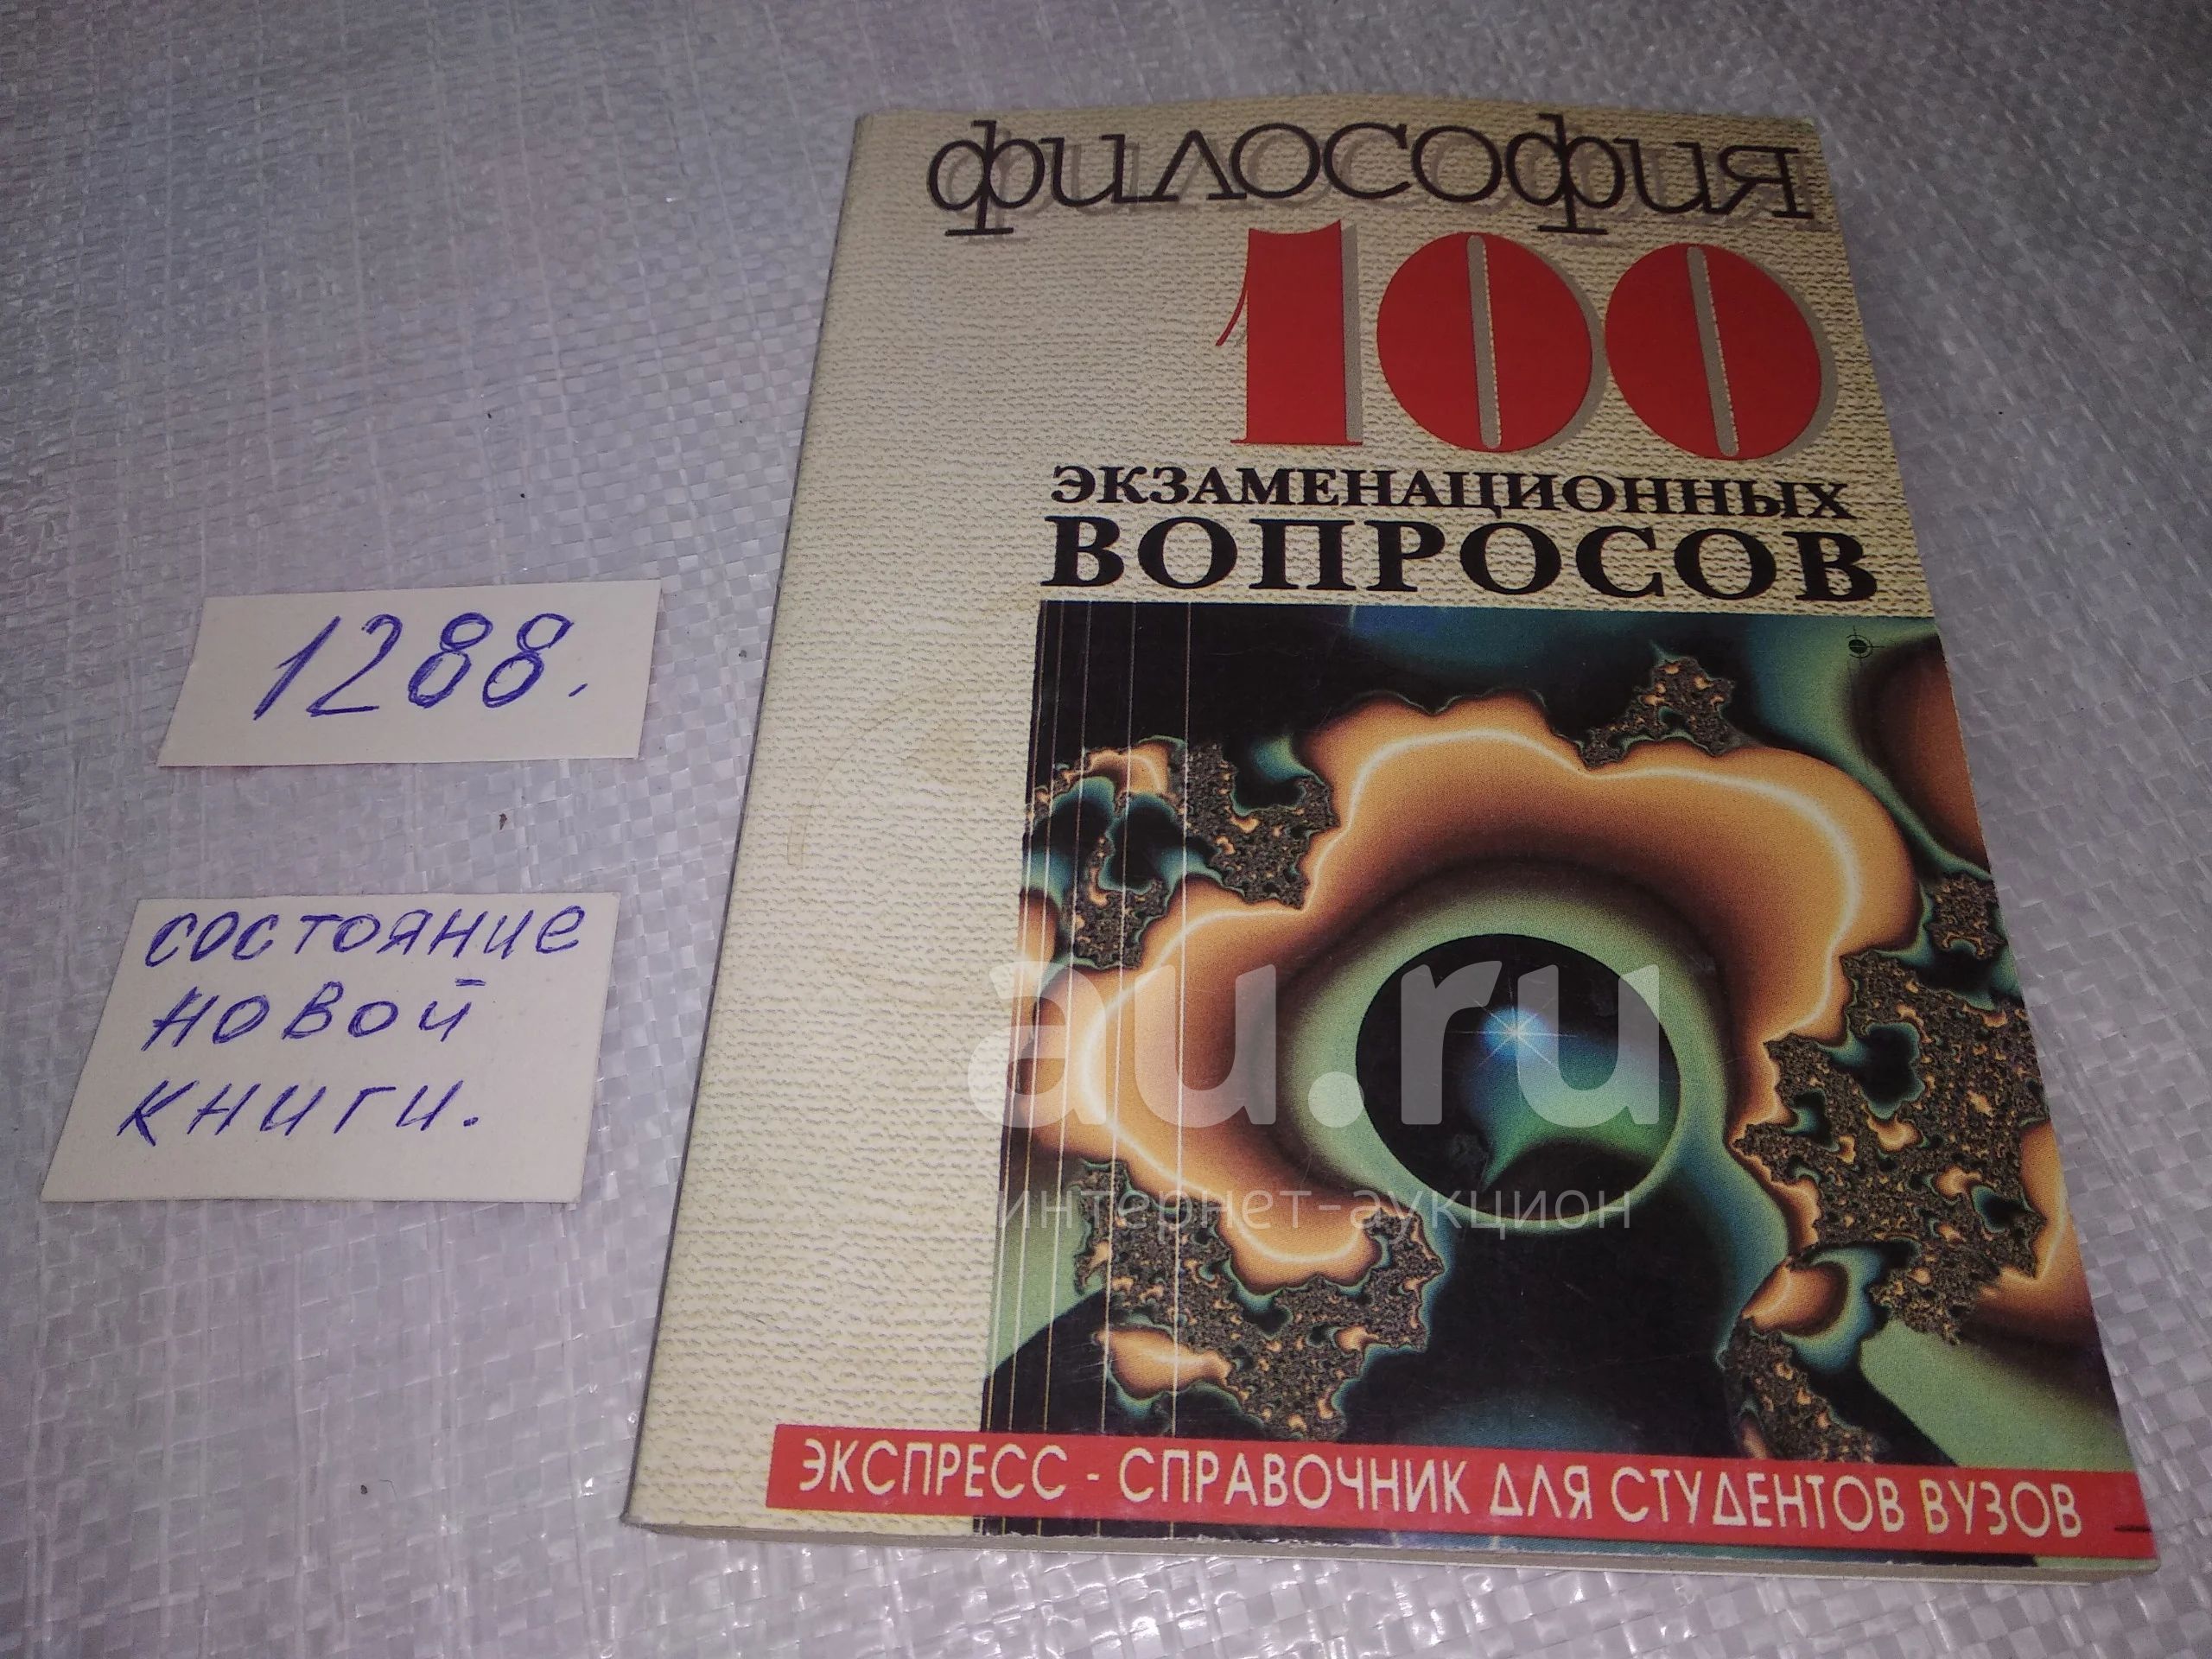 философия
100
ЭКЗАМЕНАЦИОННЫХ
ВОПРОСОВ
1288.
состояние
новой
книги.
au.ru
интернет-аукцион
ЭКСПРЕСС - СПРАВОЧНИК ДЛЯ СТУДЕНТОВ ВУЗОВ